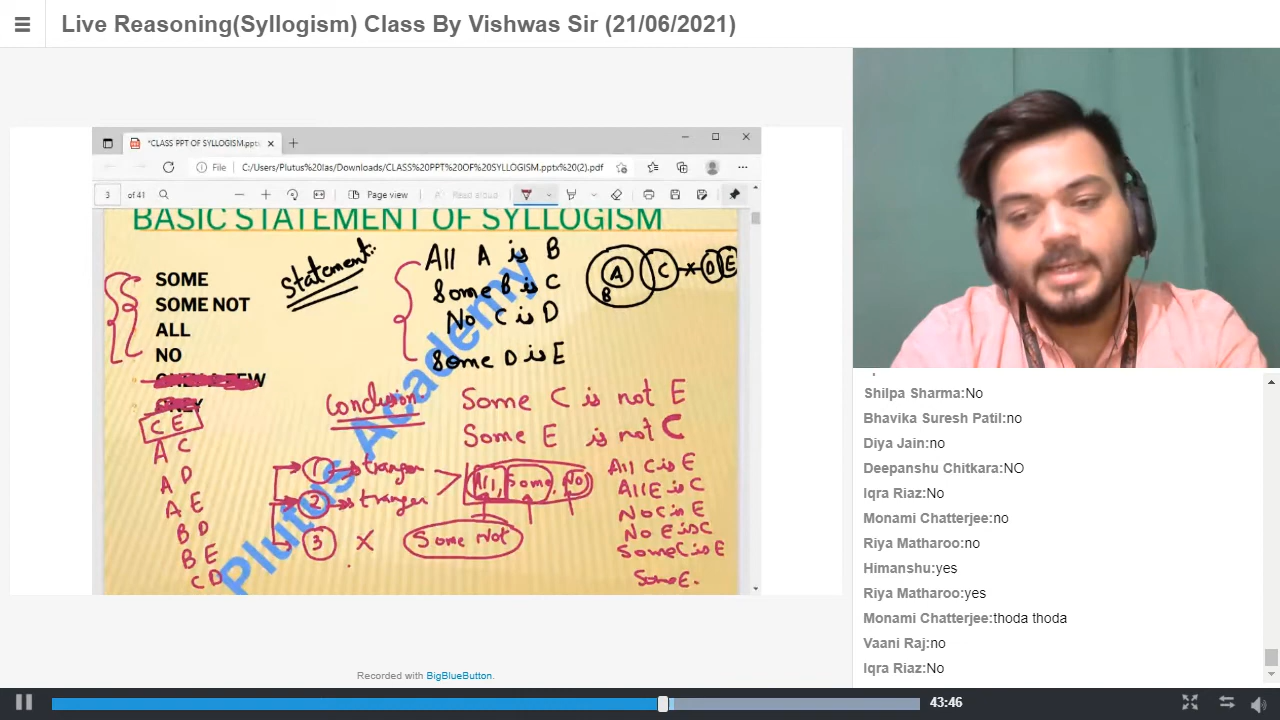 Live Reasoning(Syllogism) Class By Vishwas Sir (21/06/2021)
*CLASS PPT OF SYLLOGISM.pptx
File
C:/Users/Plutus%20Ias/Downloads/CLASS%20PPT%20OF%20SYLLOGISM.pptx%20(2).pdf
3 of 41
Page view
Read aloud
BASIC STATEMENT OF SYLLOGISM
SOME
SOME NOT
ALL
NO
Statement:
All A is B
Some B is C
No C is D
Some D is E
A B C D E
Conclusion
Some C is not E
Some E is not C
C E
A C
A D
A E
B D
B E
C D
1 stranger
2 stranger
3 X
All, Some, No
Some Not
All C is E
All E is C
No C is E
No E is C
Some C is E
Some E.
Plutus Academy
Recorded with BigBlueButton.
Shilpa Sharma:No
Bhavika Suresh Patil:no
Diya Jain:no
Deepanshu Chitkara:NO
Iqra Riaz:No
Monami Chatterjee:no
Riya Matharoo:no
Himanshu:yes
Riya Matharoo:yes
Monami Chatterjee:thoda thoda
Vaani Raj:no
Iqra Riaz:No
43:46